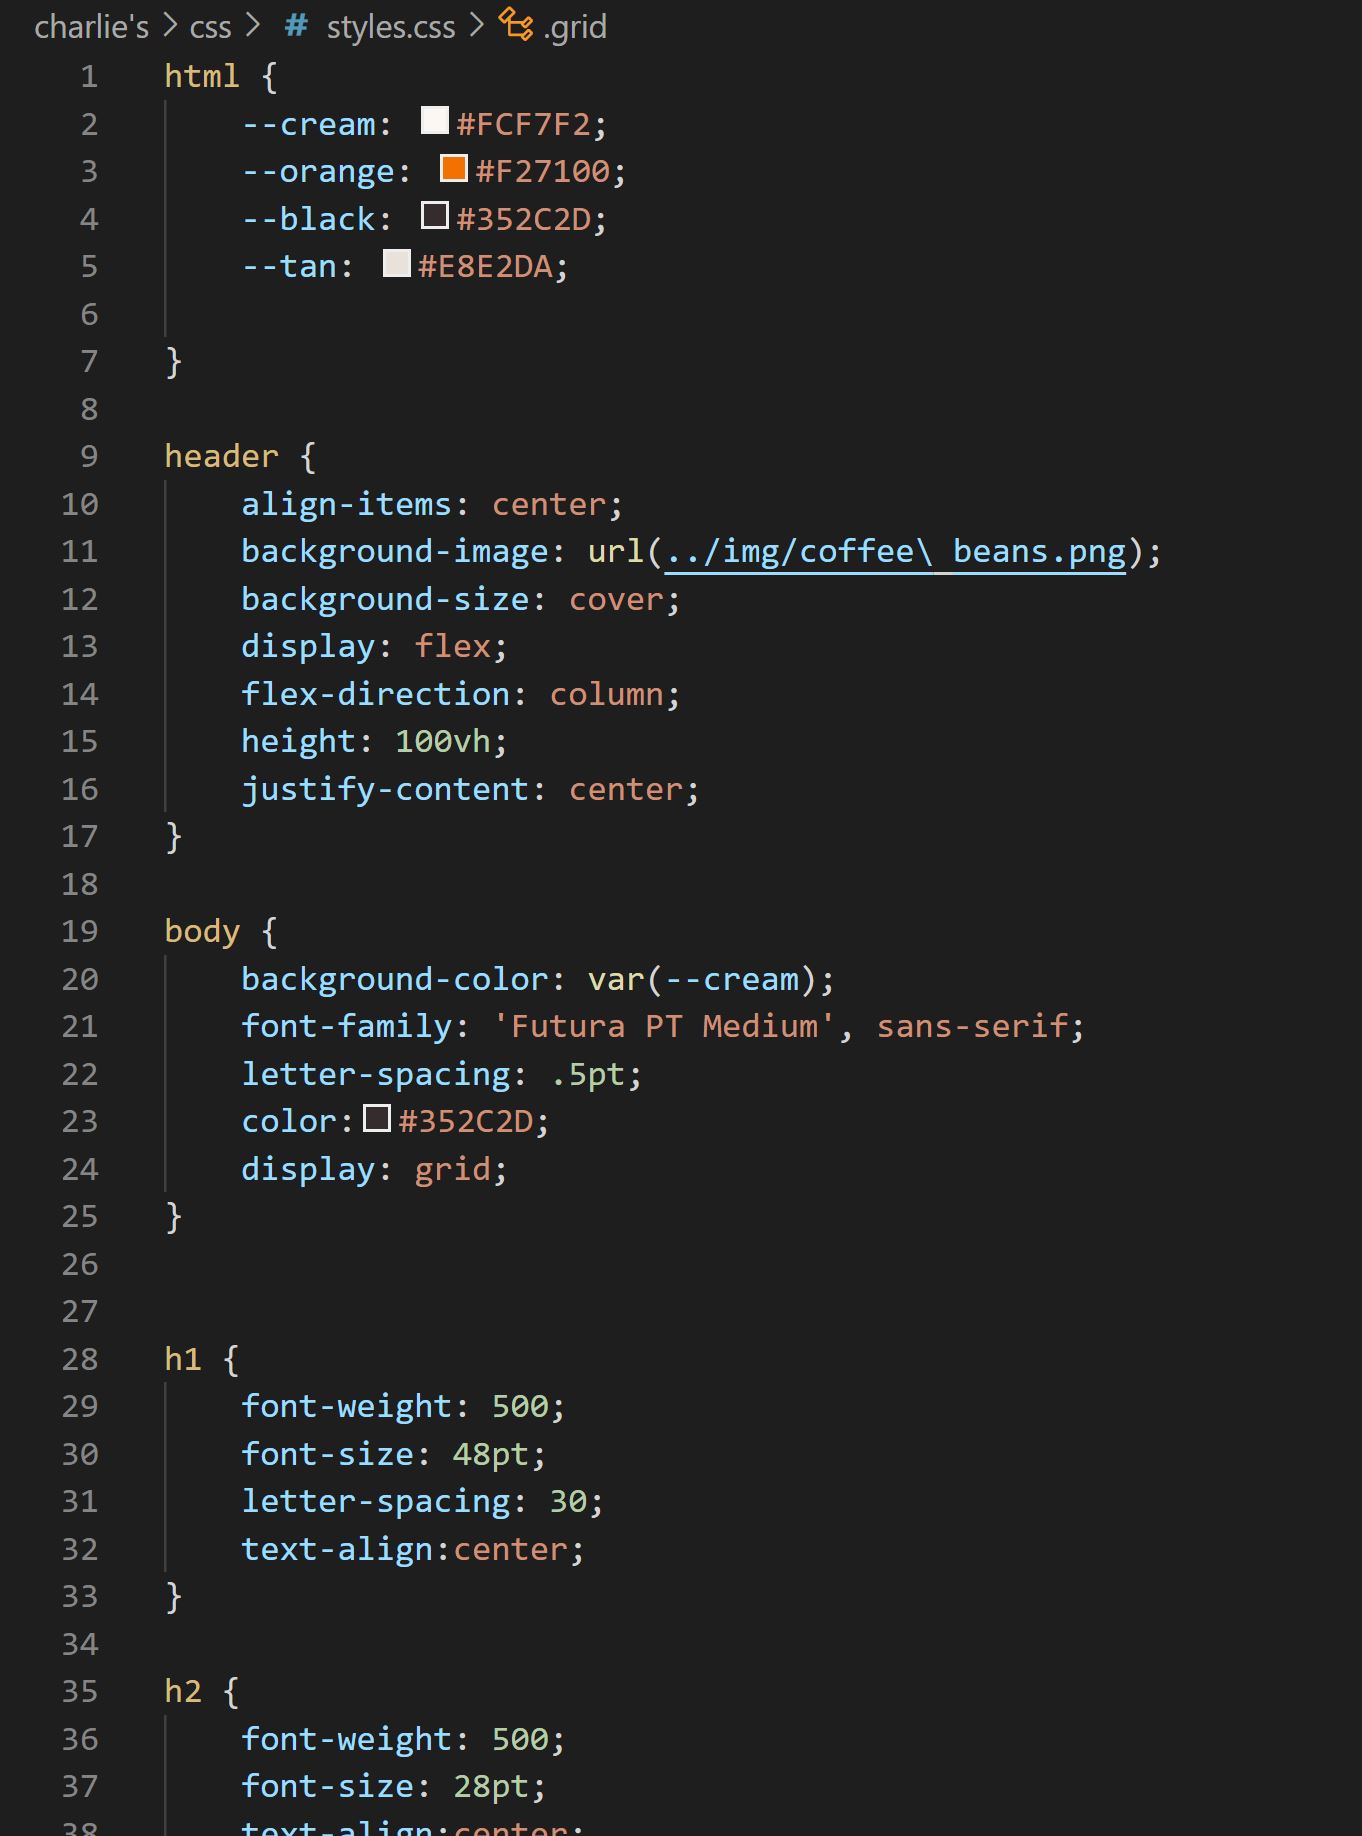 charlie's > css > # styles.css > .grid
1 html {
2 --cream: #FCF7F2;
3 --orange: #F27100;
4 --black: #352C2D;
5 --tan: #E8E2DA;
6
7 }
8
9 header {
10 align-items: center;
11 background-image: url(../img/coffee\ beans.png);
12 background-size: cover;
13 display: flex;
14 flex-direction: column;
15 height: 100vh;
16 justify-content: center;
17 }
18
19 body {
20 background-color: var(--cream);
21 font-family: 'Futura PT Medium', sans-serif;
22 letter-spacing: .5pt;
23 color: #352C2D;
24 display: grid;
25 }
26
27
28 h1 {
29 font-weight: 500;
30 font-size: 48pt;
31 letter-spacing: 30;
32 text-align:center;
33 }
34
35 h2 {
36 font-weight: 500;
37 font-size: 28pt;
38 text-align:center;